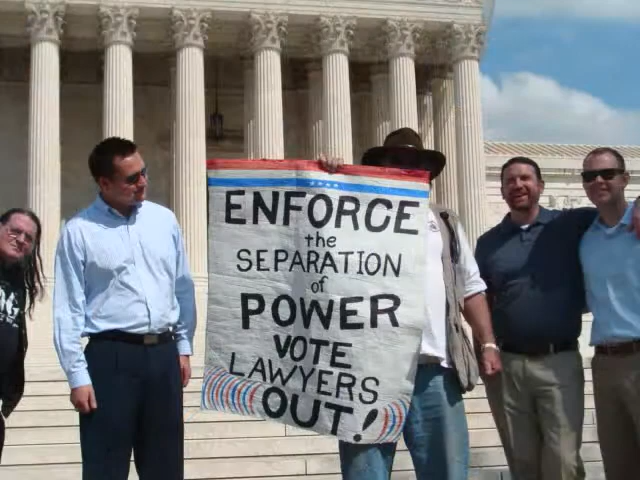 ENFORCE
the
SEPARATION
of
POWER
VOTE
LAWYERS
OUT!